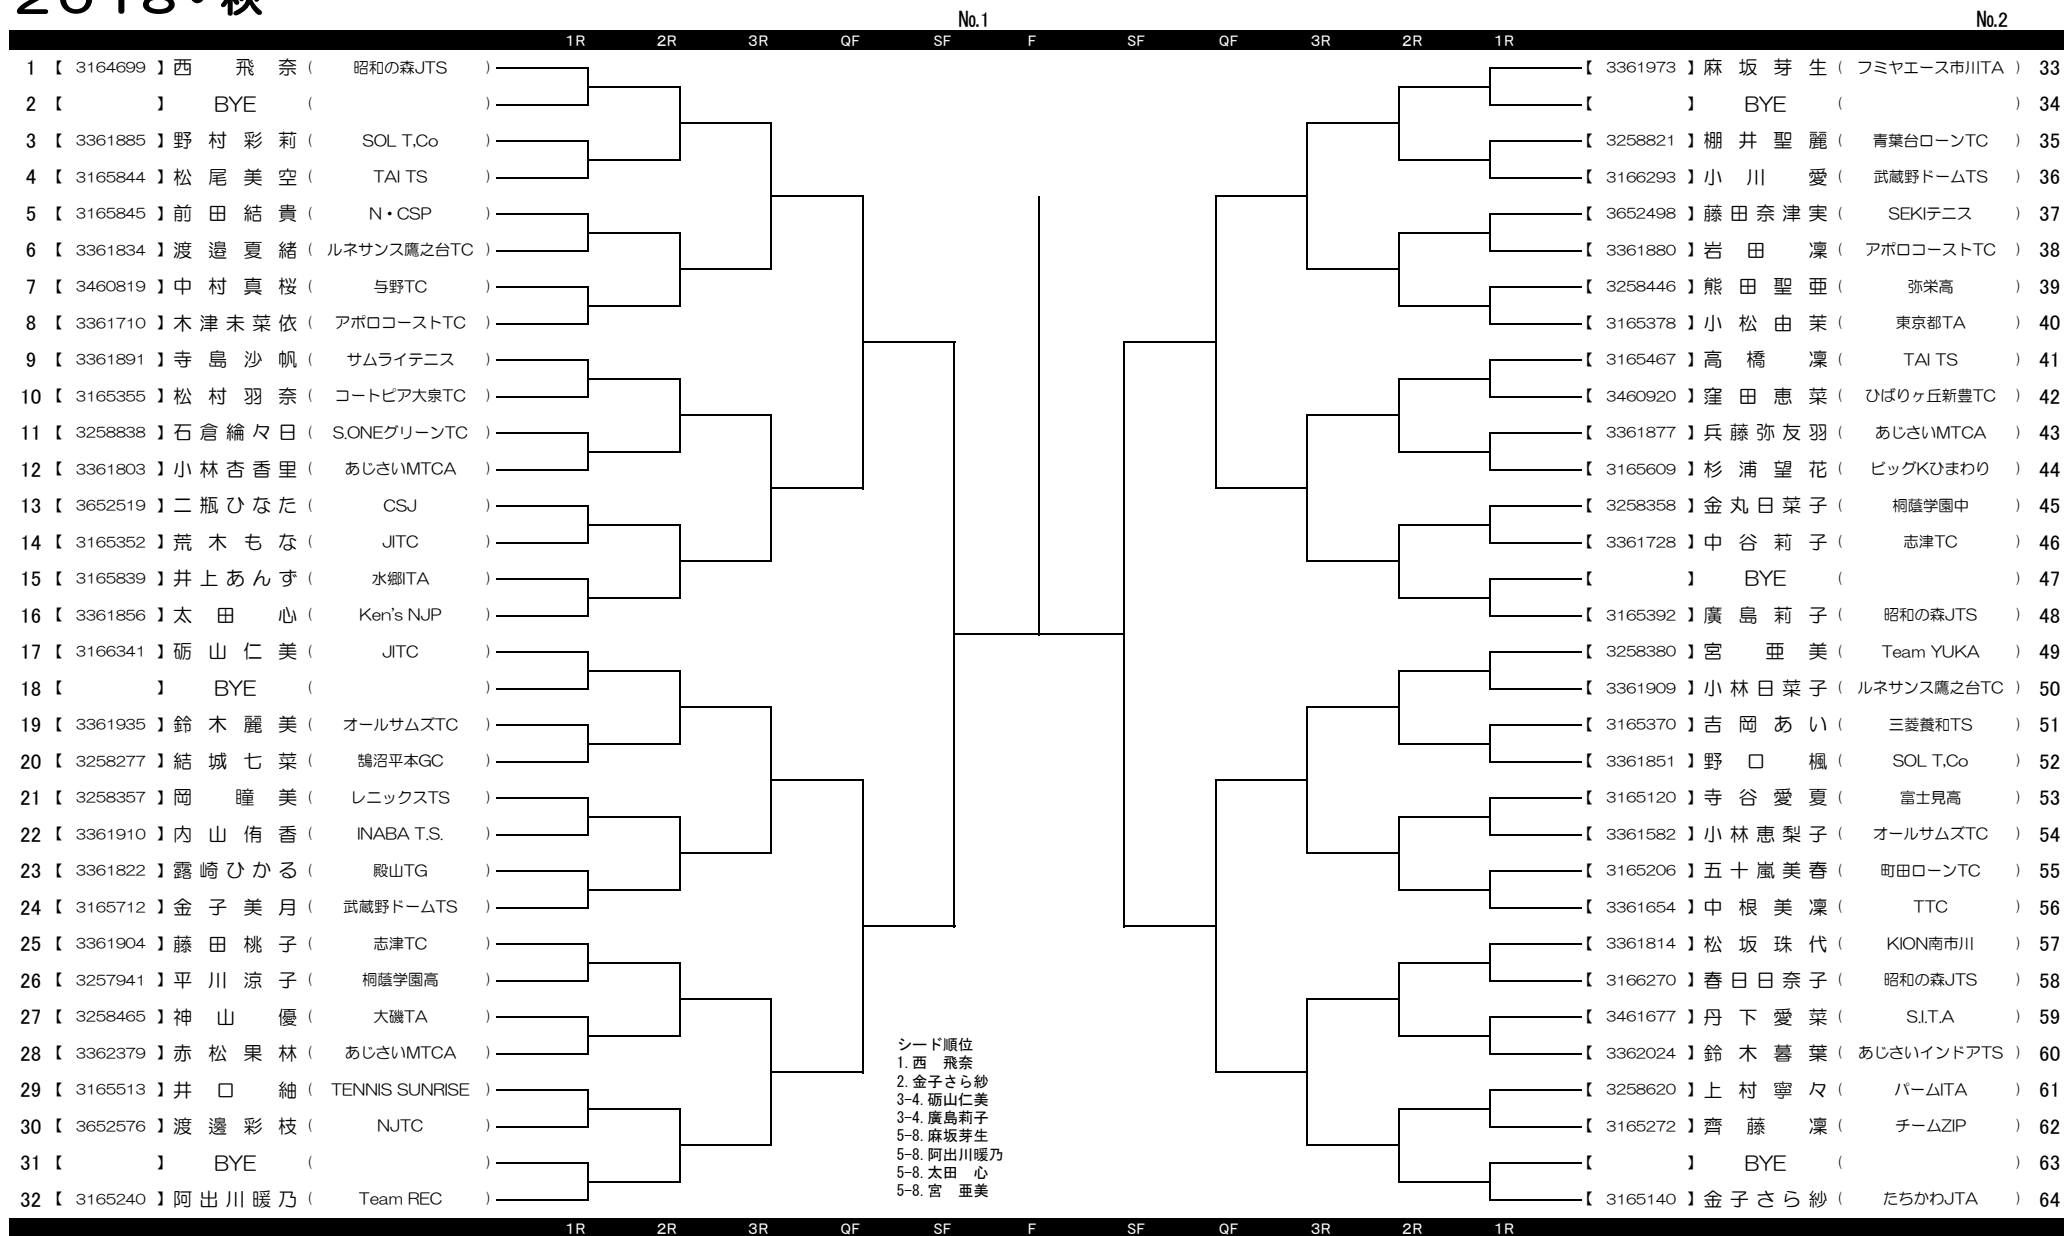 2018・秋
No.1 No.2
1R 2R 3R QF SF F SF QF 3R 2R 1R
1 【 3164699 】 西 飛 奈 ( 昭和の森JTS )
2 【 】 BYE ( )
3 【 3361885 】 野 村 彩 莉 ( SOL T,Co )
4 【 3165844 】 松 尾 美 空 ( TAI TS )
5 【 3165845 】 前 田 結 貴 ( N・CSP )
6 【 3361834 】 渡 邉 夏 緒 ( ルネサンス鷹之台TC )
7 【 3460819 】 中 村 真 桜 ( 与野TC )
8 【 3361710 】 木津未菜依 ( アポロコーストTC )
9 【 3361891 】 寺 島 沙 帆 ( サムライテニス )
10 【 3165355 】 松 村 羽 奈 ( コートピア大泉TC )
11 【 3258838 】 石倉綸々日 ( S.ONEグリーンTC )
12 【 3361803 】 小林杏香里 ( あじさいMTCA )
13 【 3652519 】 二瓶ひなた ( CSJ )
14 【 3165352 】 荒 木 も な ( JITC )
15 【 3165839 】 井上あんず ( 水郷ITA )
16 【 3361856 】 太 田 心 ( Ken's NJP )
17 【 3166341 】 砺 山 仁 美 ( JITC )
18 【 】 BYE ( )
19 【 3361935 】 鈴 木 麗 美 ( オールサムズTC )
20 【 3258277 】 結 城 七 菜 ( 鵠沼平本GC )
21 【 3258357 】 岡 瞳 美 ( レニックスTS )
22 【 3361910 】 内 山 侑 香 ( INABA T.S. )
23 【 3361822 】 露崎ひかる ( 殿山TG )
24 【 3165712 】 金 子 美 月 ( 武蔵野ドームTS )
25 【 3361904 】 藤 田 桃 子 ( 志津TC )
26 【 3257941 】 平 川 涼 子 ( 桐蔭学園高 )
27 【 3258465 】 神 山 優 ( 大磯TA )
28 【 3362379 】 赤 松 果 林 ( あじさいMTCA )
29 【 3165513 】 井 口 紬 ( TENNIS SUNRISE )
30 【 3652576 】 渡 邊 彩 枝 ( NJTC )
31 【 】 BYE ( )
32 【 3165240 】 阿出川暖乃 ( Team REC )
シード順位
1. 西 飛奈
2. 金子さら紗
3-4. 砺山仁美
3-4. 廣島莉子
5-8. 麻坂芽生
5-8. 阿出川暖乃
5-8. 太田 心
5-8. 宮 亜美
【 3361973 】 麻 坂 芽 生 ( フミヤエース市川TA ) 33
【 】 BYE ( ) 34
【 3258821 】 棚 井 聖 麗 ( 青葉台ローンTC ) 35
【 3166293 】 小 川 愛 ( 武蔵野ドームTS ) 36
【 3652498 】 藤田奈津実 ( SEKIテニス ) 37
【 3361880 】 岩 田 凜 ( アポロコーストTC ) 38
【 3258446 】 熊 田 聖 亜 ( 弥栄高 ) 39
【 3165378 】 小 松 由 茉 ( 東京都TA ) 40
【 3165467 】 高 橋 凜 ( TAI TS ) 41
【 3460920 】 窪 田 恵 菜 ( ひばりヶ丘新豊TC ) 42
【 3361877 】 兵藤弥友羽 ( あじさいMTCA ) 43
【 3165609 】 杉 浦 望 花 ( ビッグKひまわり ) 44
【 3258358 】 金丸日菜子 ( 桐蔭学園中 ) 45
【 3361728 】 中 谷 莉 子 ( 志津TC ) 46
【 】 BYE ( ) 47
【 3165392 】 廣 島 莉 子 ( 昭和の森JTS ) 48
【 3258380 】 宮 亜 美 ( Team YUKA ) 49
【 3361909 】 小林日菜子 ( ルネサンス鷹之台TC ) 50
【 3165370 】 吉 岡 あ い ( 三菱養和TS ) 51
【 3361851 】 野 口 楓 ( SOL T,Co ) 52
【 3165120 】 寺 谷 愛 夏 ( 富士見高 ) 53
【 3361582 】 小林恵梨子 ( オールサムズTC ) 54
【 3165206 】 五十嵐美春 ( 町田ローンTC ) 55
【 3361654 】 中 根 美 凜 ( TTC ) 56
【 3361814 】 松 坂 珠 代 ( KION南市川 ) 57
【 3166270 】 春日日奈子 ( 昭和の森JTS ) 58
【 3461677 】 丹 下 愛 菜 ( S.I.T.A ) 59
【 3362024 】 鈴 木 暮 葉 ( あじさいインドアTS ) 60
【 3258620 】 上 村 寧 々 ( パームITA ) 61
【 3165272 】 齊 藤 凜 ( チームZIP ) 62
【 】 BYE ( ) 63
【 3165140 】 金子さら紗 ( たちかわJTA ) 64
1R 2R 3R QF SF F SF QF 3R 2R 1R